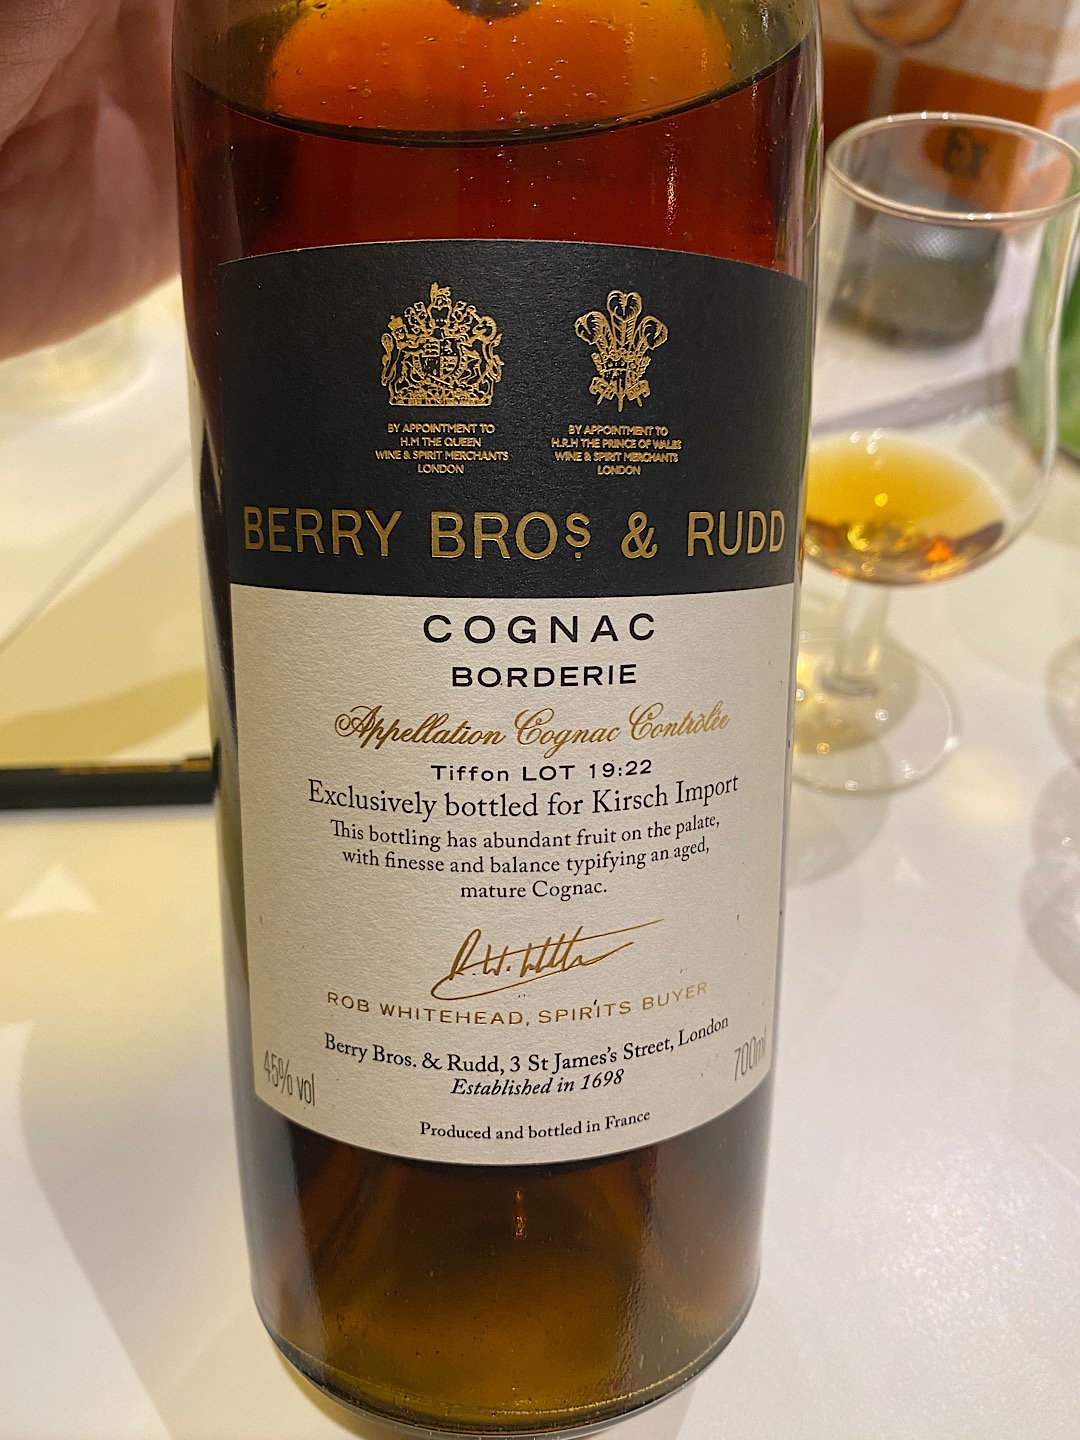 BY APPOINTMENT TO
H.M THE QUEEN
WINE & SPIRIT MERCHANTS
LONDON
BY APPOINTMENT TO
H.R.H THE PRINCE OF WALES
WINE & SPIRIT MERCHANTS
LONDON
BERRY BROS & RUDD
COGNAC
BORDERIE
Appellation Cognac Contrôlée
Tiffon LOT 19:22
Exclusively bottled for Kirsch Import
This bottling has abundant fruit on the palate,
with finesse and balance typifying an aged,
mature Cognac.
ROB WHITEHEAD, SPIRITS BUYER
Berry Bros. & Rudd, 3 St James's Street, London
Established in 1698
45% vol
700ml
Produced and bottled in France